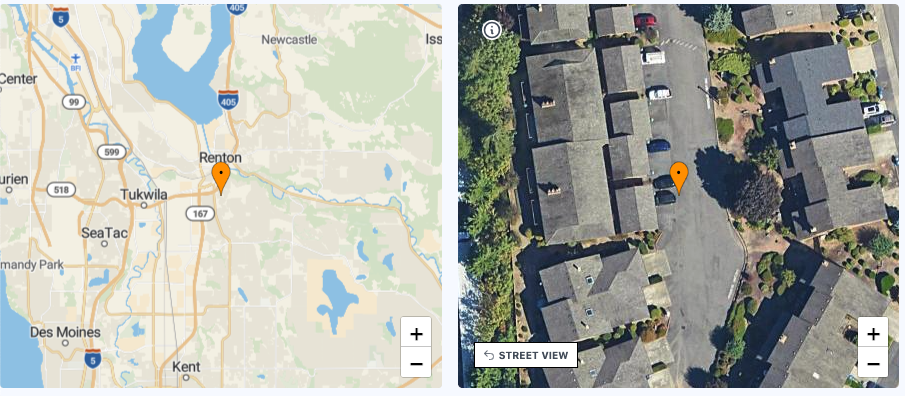 5
405
Newcastle
Iss
BFI
Center
99
405
599
Renton
urien
518
Tukwila
167
SeaTac
mandy Park
Des Moines
5
Kent
+
−
i
STREET VIEW
+
−